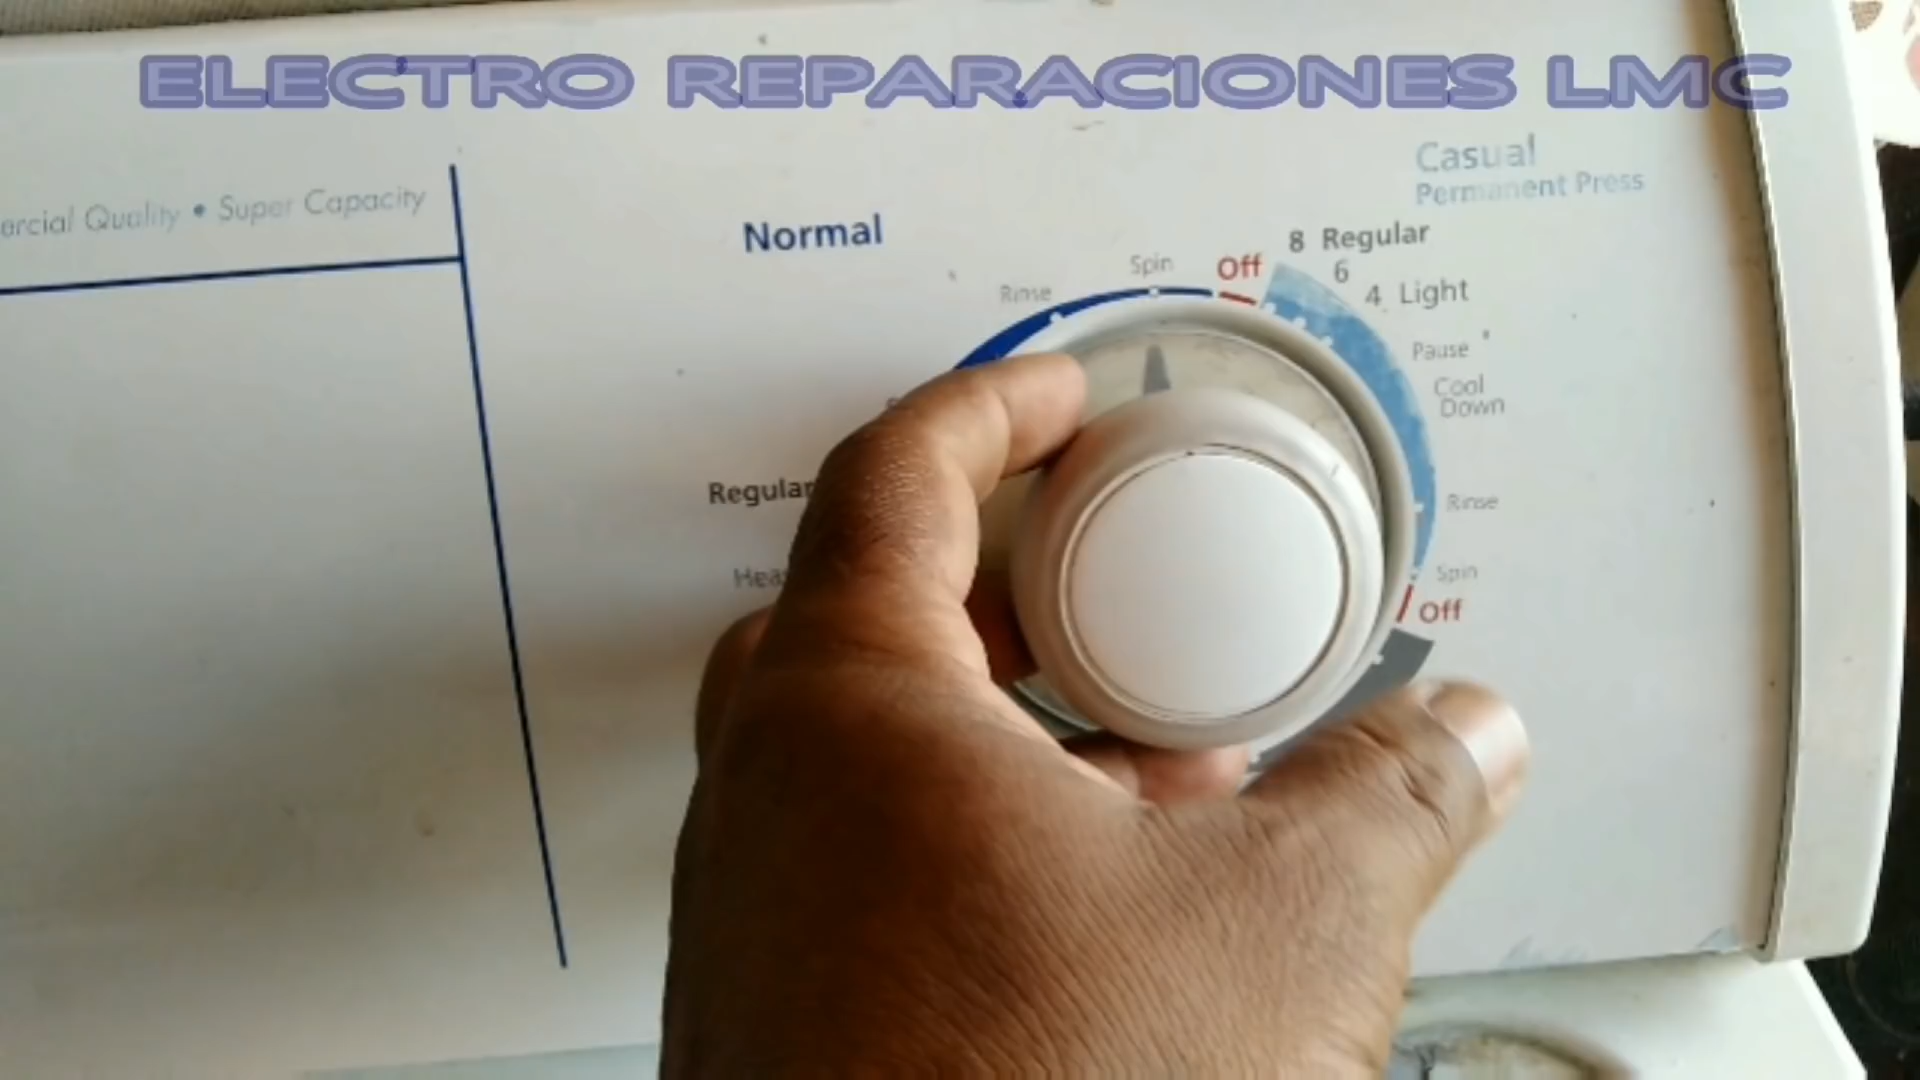 ELECTRO REPARACIONES LMC
Commercial Quality • Super Capacity
Normal
Rinse
Spin
Off
Casual
Permanent Press
8 Regular
6
4 Light
Pause
Cool
Down
Rinse
Spin
Off
Regular